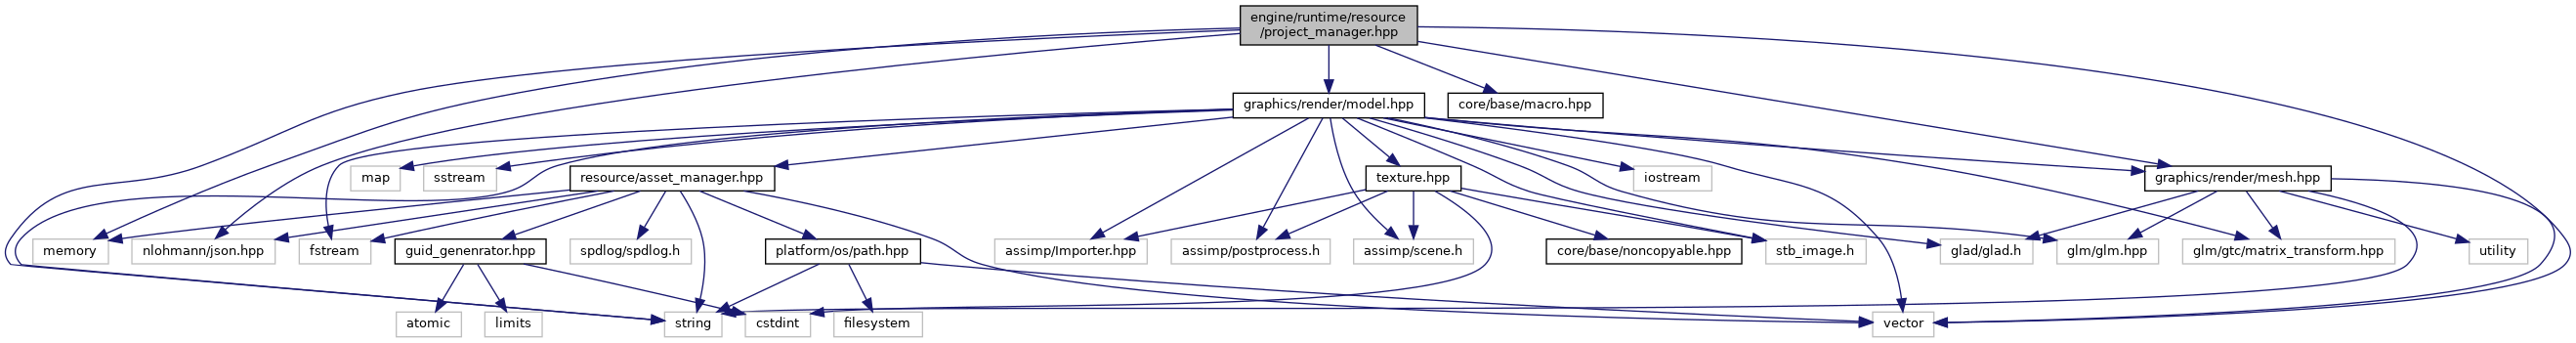 engine/runtime/resource
/project_manager.hpp
graphics/render/model.hpp
core/base/macro.hpp
map
sstream
resource/asset_manager.hpp
texture.hpp
iostream
graphics/render/mesh.hpp
memory
nlohmann/json.hpp
fstream
guid_genenrator.hpp
spdlog/spdlog.h
platform/os/path.hpp
assimp/Importer.hpp
assimp/postprocess.h
assimp/scene.h
core/base/noncopyable.hpp
stb_image.h
glad/glad.h
glm/glm.hpp
glm/gtc/matrix_transform.hpp
utility
atomic
limits
string
cstdint
filesystem
vector